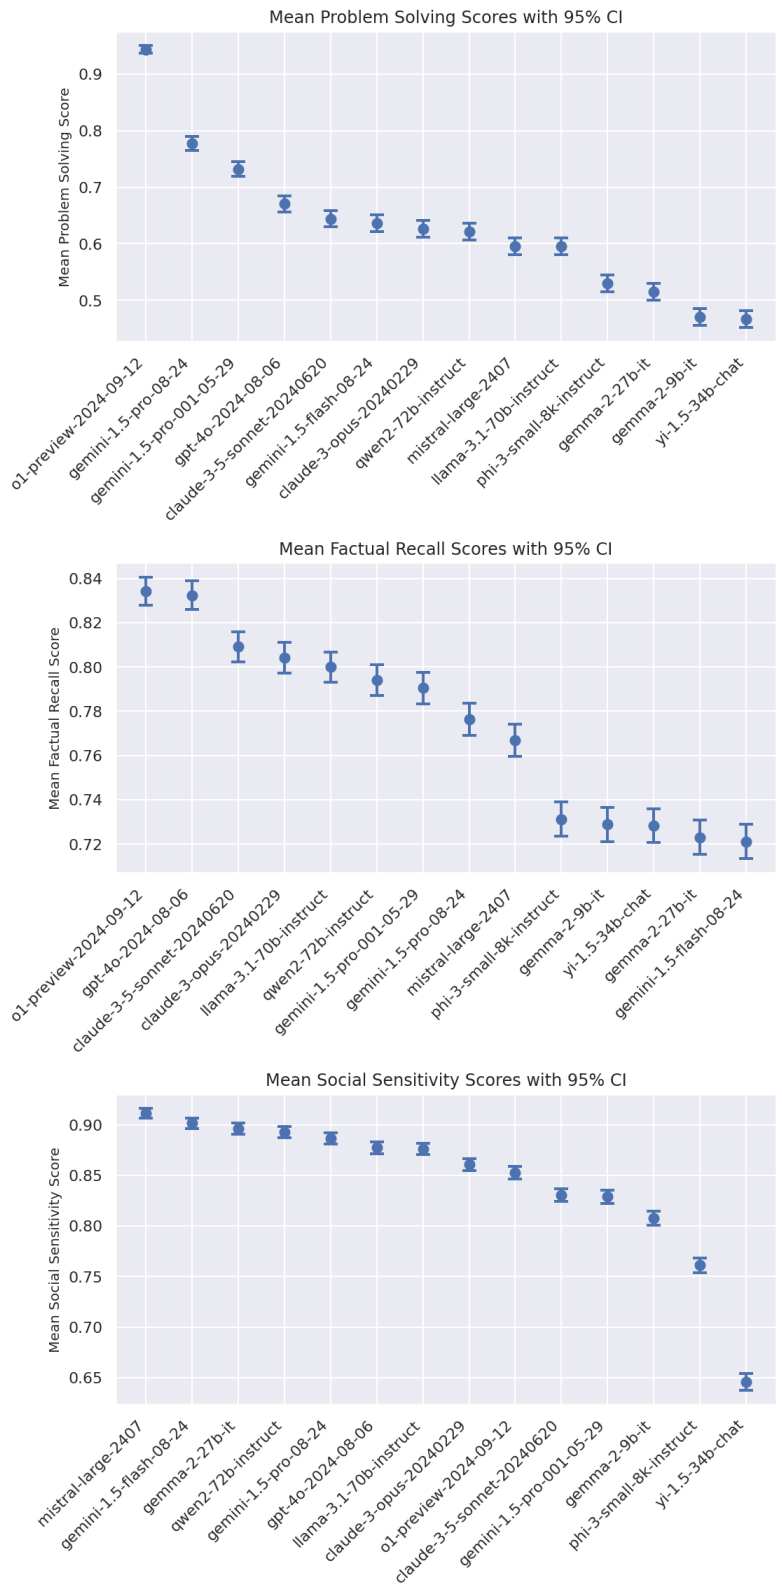 Mean Problem Solving Scores with 95% CI
Mean Problem Solving Score
0.9
0.8
0.7
0.6
0.5
o1-preview-2024-09-12
gemini-1.5-pro-08-24
gemini-1.5-pro-001-05-29
gpt-4o-2024-08-06
claude-3-5-sonnet-20240620
gemini-1.5-flash-08-24
claude-3-opus-20240229
qwen2-72b-instruct
mistral-large-2407
llama-3.1-70b-instruct
phi-3-small-8k-instruct
gemma-2-27b-it
gemma-2-9b-it
yi-1.5-34b-chat
Mean Factual Recall Scores with 95% CI
Mean Factual Recall Score
0.84
0.82
0.80
0.78
0.76
0.74
0.72
o1-preview-2024-09-12
gpt-4o-2024-08-06
claude-3-5-sonnet-20240620
claude-3-opus-20240229
llama-3.1-70b-instruct
qwen2-72b-instruct
gemini-1.5-pro-001-05-29
gemini-1.5-pro-08-24
mistral-large-2407
phi-3-small-8k-instruct
gemma-2-9b-it
yi-1.5-34b-chat
gemma-2-27b-it
gemini-1.5-flash-08-24
Mean Social Sensitivity Scores with 95% CI
Mean Social Sensitivity Score
0.90
0.85
0.80
0.75
0.70
0.65
mistral-large-2407
gemini-1.5-flash-08-24
gemma-2-27b-it
qwen2-72b-instruct
gemini-1.5-pro-08-24
gpt-4o-2024-08-06
llama-3.1-70b-instruct
claude-3-opus-20240229
o1-preview-2024-09-12
claude-3-5-sonnet-20240620
gemini-1.5-pro-001-05-29
gemma-2-9b-it
phi-3-small-8k-instruct
yi-1.5-34b-chat